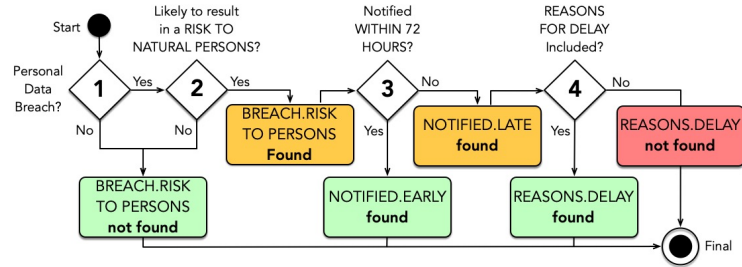 Start
Personal
Data
Breach?
1
Yes
No
Likely to result
in a RISK TO
NATURAL PERSONS?
2
Yes
No
BREACH.RISK
TO PERSONS
Found
BREACH.RISK
TO PERSONS
not found
Notified
WITHIN 72
HOURS?
3
No
Yes
NOTIFIED.LATE
found
NOTIFIED.EARLY
found
REASONS
FOR DELAY
Included?
4
No
Yes
REASONS.DELAY
not found
REASONS.DELAY
found
Final